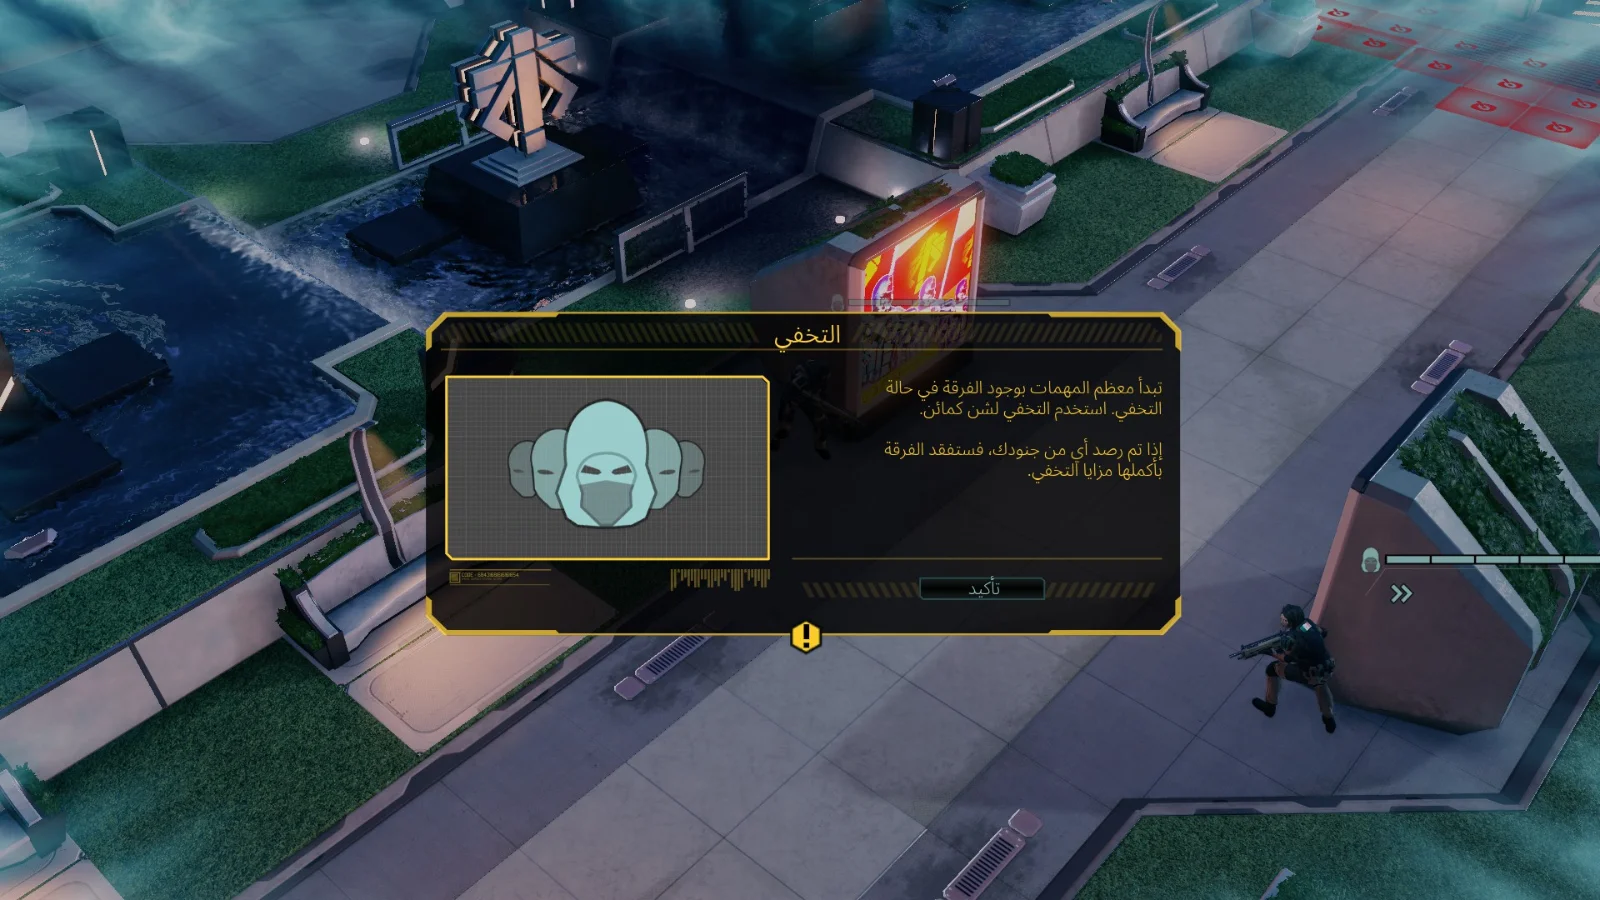 التخفي
تبدأ معظم المهمات بوجود الفرقة في حالة
التخفي. استخدم التخفي لشن كمائن.
إذا تم رصد أي من جنودك، فستفقد الفرقة
بأكملها مزايا التخفي.
تأكيد